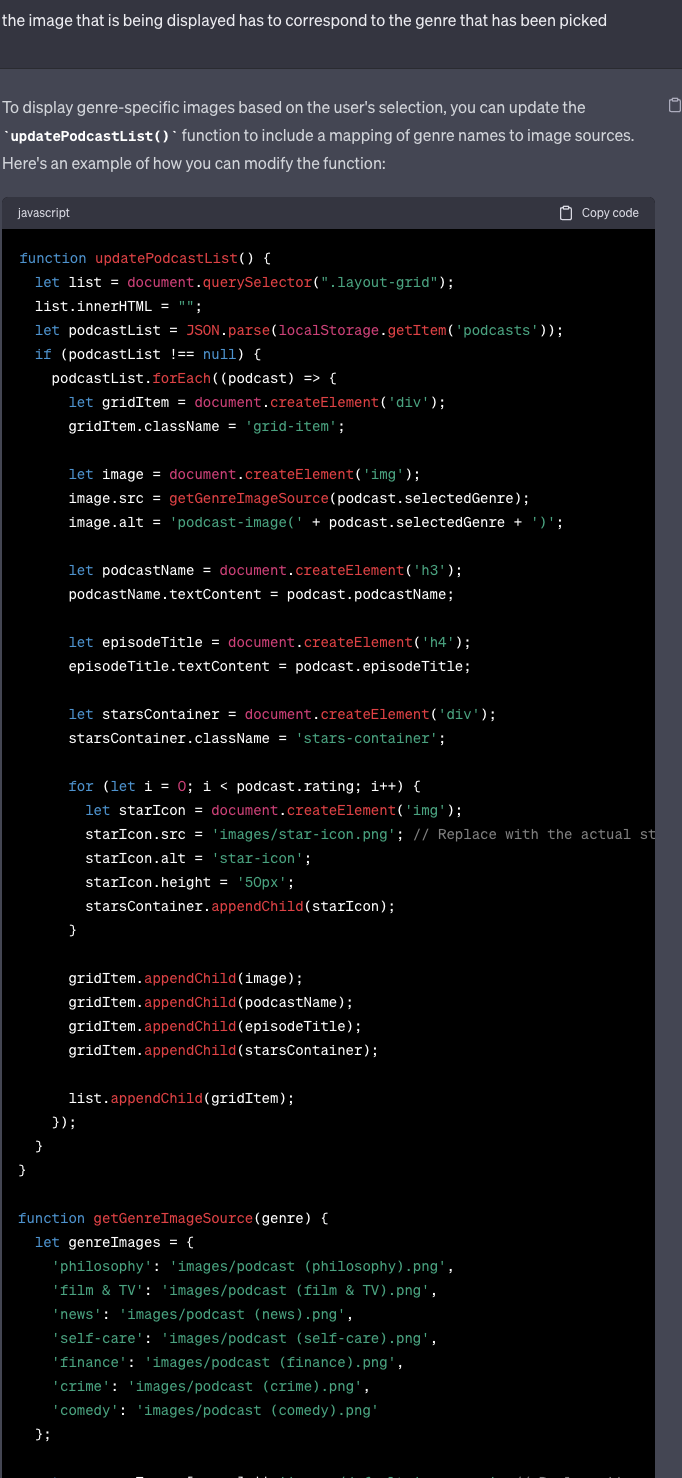 the image that is being displayed has to correspond to the genre that has been picked
To display genre-specific images based on the user's selection, you can update the
`updatePodcastList()` function to include a mapping of genre names to image sources.
Here's an example of how you can modify the function:
javascript Copy code
function updatePodcastList() {
  let list = document.querySelector(".layout-grid");
  list.innerHTML = "";
  let podcastList = JSON.parse(localStorage.getItem('podcasts'));
  if (podcastList !== null) {
    podcastList.forEach((podcast) => {
      let gridItem = document.createElement('div');
      gridItem.className = 'grid-item';

      let image = document.createElement('img');
      image.src = getGenreImageSource(podcast.selectedGenre);
      image.alt = 'podcast-image(' + podcast.selectedGenre + ')';

      let podcastName = document.createElement('h3');
      podcastName.textContent = podcast.podcastName;

      let episodeTitle = document.createElement('h4');
      episodeTitle.textContent = podcast.episodeTitle;

      let starsContainer = document.createElement('div');
      starsContainer.className = 'stars-container';

      for (let i = 0; i < podcast.rating; i++) {
        let starIcon = document.createElement('img');
        starIcon.src = 'images/star-icon.png'; // Replace with the actual st
        starIcon.alt = 'star-icon';
        starIcon.height = '50px';
        starsContainer.appendChild(starIcon);
      }

      gridItem.appendChild(image);
      gridItem.appendChild(podcastName);
      gridItem.appendChild(episodeTitle);
      gridItem.appendChild(starsContainer);

      list.appendChild(gridItem);
    });
  }
}

function getGenreImageSource(genre) {
  let genreImages = {
    'philosophy': 'images/podcast (philosophy).png',
    'film & TV': 'images/podcast (film & TV).png',
    'news': 'images/podcast (news).png',
    'self-care': 'images/podcast (self-care).png',
    'finance': 'images/podcast (finance).png',
    'crime': 'images/podcast (crime).png',
    'comedy': 'images/podcast (comedy).png'
  };